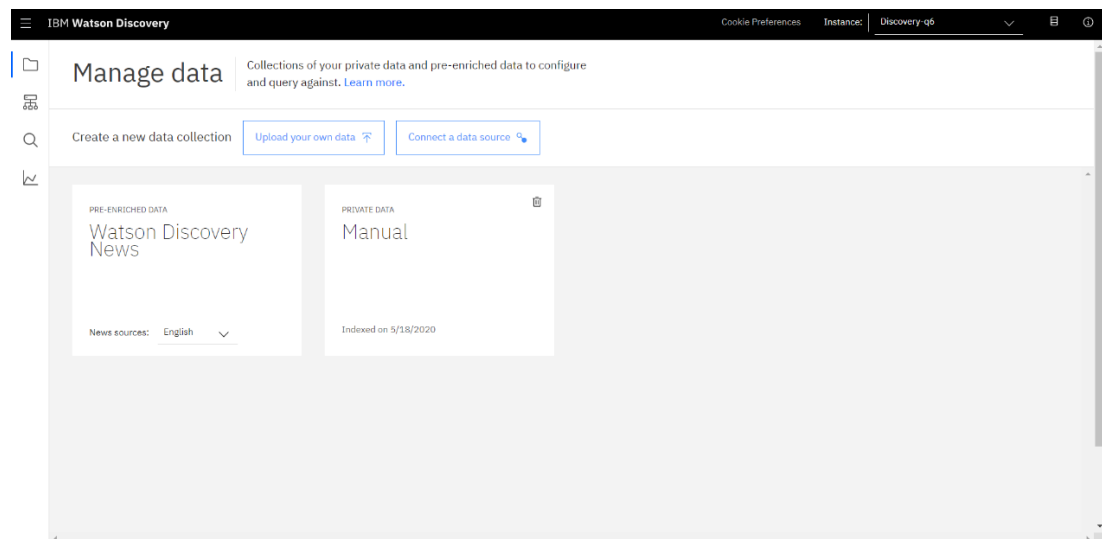 IBM Watson Discovery
Cookie Preferences
Instance:
Discovery-q6
Manage data
Collections of your private data and pre-enriched data to configure
and query against. Learn more.
Create a new data collection
Upload your own data
Connect a data source
PRE-ENRICHED DATA
Watson Discovery
News
News sources: English
PRIVATE DATA
Manual
Indexed on 5/18/2020